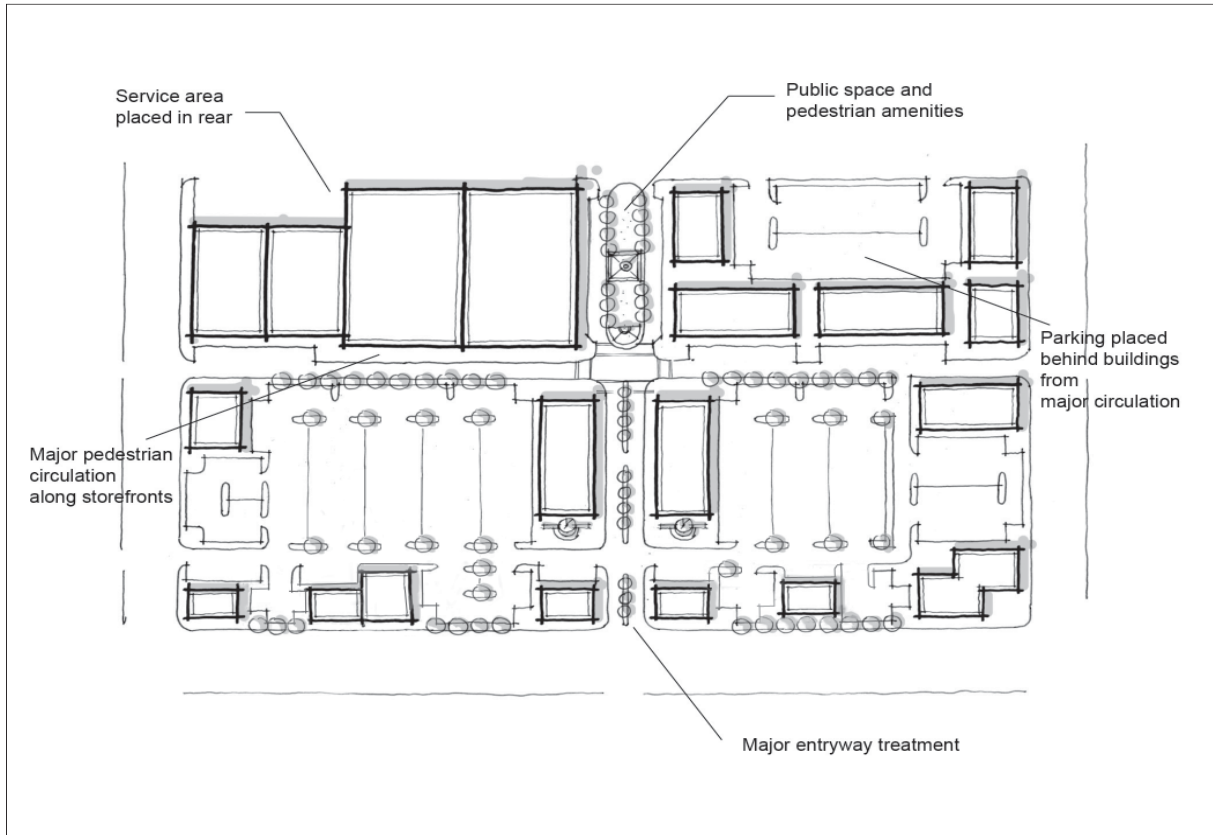 Service area
placed in rear
Public space and
pedestrian amenities
Parking placed
behind buildings
from
major circulation
Major pedestrian
circulation
along storefronts
Major entryway treatment